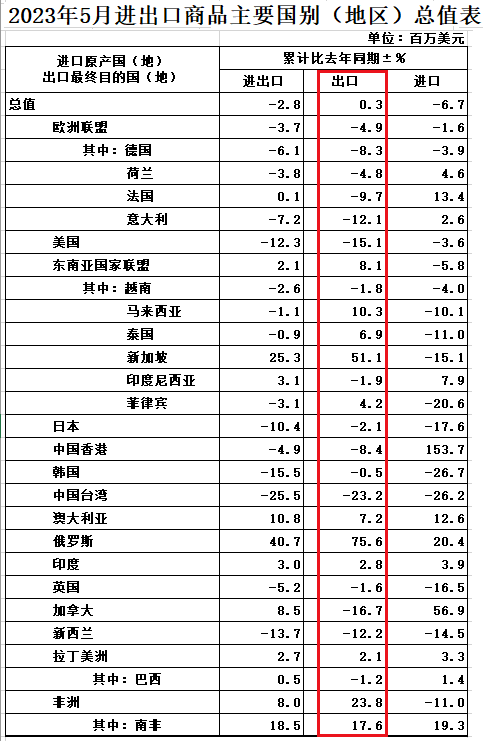 2023年5月进出口商品主要国别（地区）总值表
单位：百万美元
进口原产国（地）
出口最终目的国（地）
累计比去年同期±%
进出口 出口 进口
总值 -2.8 0.3 -6.7
欧洲联盟 -3.7 -4.9 -1.6
其中：德国 -6.1 -8.3 -3.9
荷兰 -3.8 -4.8 4.6
法国 0.1 -9.7 13.4
意大利 -7.2 -12.1 2.6
美国 -12.3 -15.1 -3.6
东南亚国家联盟 2.1 8.1 -5.8
其中：越南 -2.6 -1.8 -4.0
马来西亚 -1.1 10.3 -10.1
泰国 -0.9 6.9 -11.0
新加坡 25.3 51.1 -15.1
印度尼西亚 3.1 -1.9 7.9
菲律宾 -3.1 4.2 -20.6
日本 -10.4 -2.1 -17.6
中国香港 -4.9 -8.4 153.7
韩国 -15.5 -0.5 -26.7
中国台湾 -25.5 -23.2 -26.2
澳大利亚 10.8 7.2 12.6
俄罗斯 40.7 75.6 20.4
印度 3.0 2.8 3.9
英国 -5.2 -1.6 -16.5
加拿大 8.5 -16.7 56.9
新西兰 -13.7 -12.2 -14.5
拉丁美洲 2.7 2.1 3.3
其中：巴西 0.5 -1.2 1.4
非洲 8.0 23.8 -11.0
其中：南非 18.5 17.6 19.3